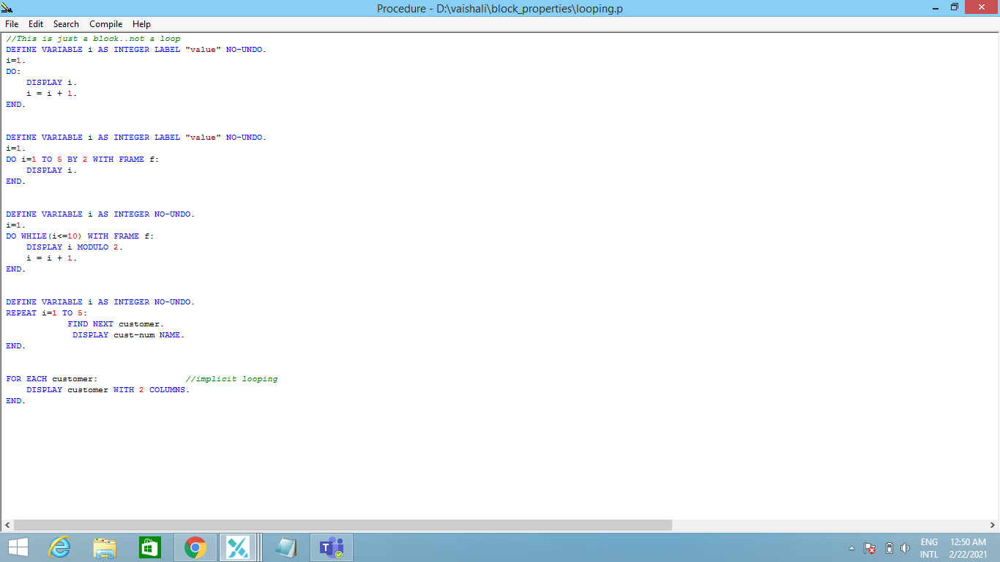 Procedure - D:\vaishali\block_properties\looping.p
File Edit Search Compile Help
//This is just a block..not a loop
DEFINE VARIABLE i AS INTEGER LABEL "value" NO-UNDO.
i=1.
DO:
    DISPLAY i.
    i = i + 1.
END.
DEFINE VARIABLE i AS INTEGER LABEL "value" NO-UNDO.
i=1.
DO i=1 TO 5 BY 2 WITH FRAME f:
    DISPLAY i.
END.
DEFINE VARIABLE i AS INTEGER NO-UNDO.
i=1.
DO WHILE(i<=10) WITH FRAME f:
    DISPLAY i MODULO 2.
    i = i + 1.
END.
DEFINE VARIABLE i AS INTEGER NO-UNDO.
REPEAT i=1 TO 5:
            FIND NEXT customer.
             DISPLAY cust-num NAME.
END.
FOR EACH customer:                 //implicit looping
    DISPLAY customer WITH 2 COLUMNS.
END.
ENG 12:50 AM
INTL 2/22/2021